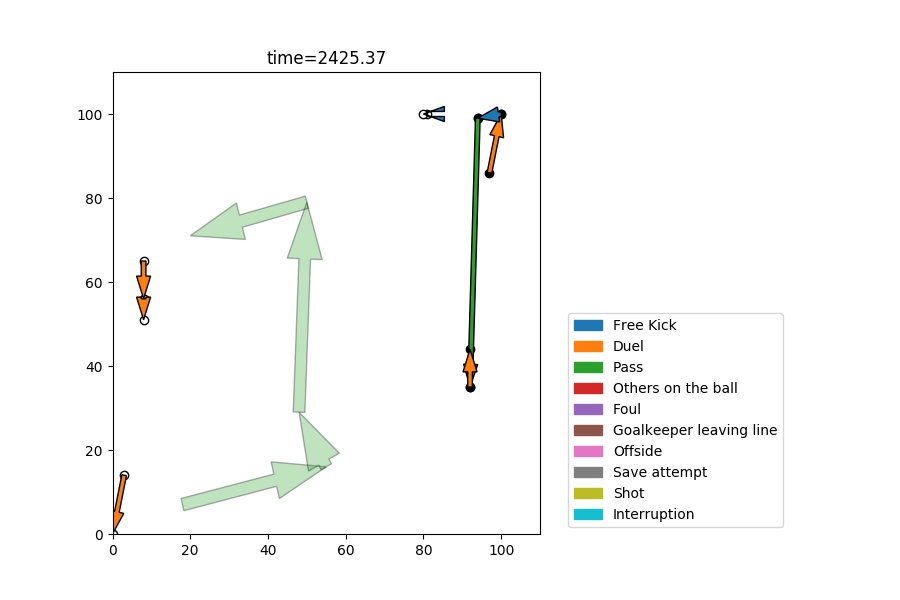 time=2425.37
100
80
60
40
20
0
0
20
40
60
80
100
Free Kick
Duel
Pass
Others on the ball
Foul
Goalkeeper leaving line
Offside
Save attempt
Shot
Interruption